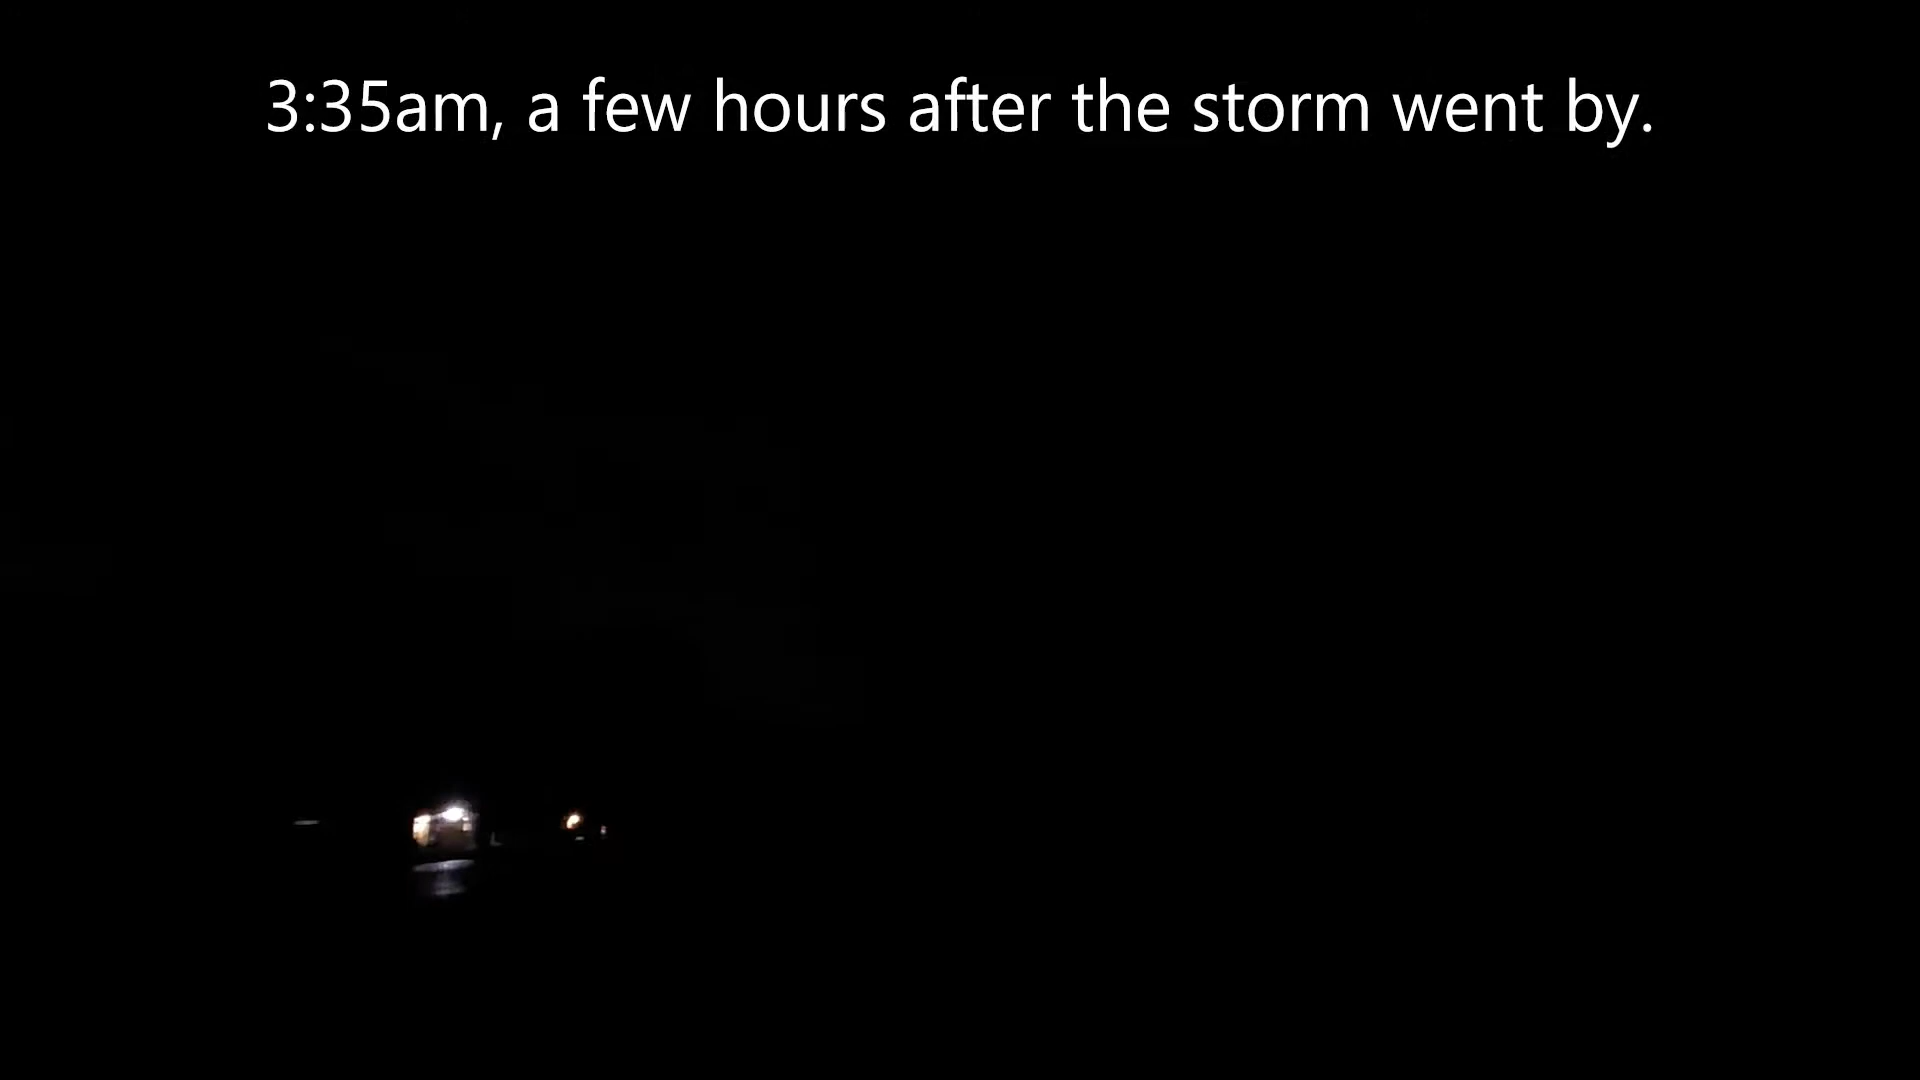 3:35am, a few hours after the storm went by.